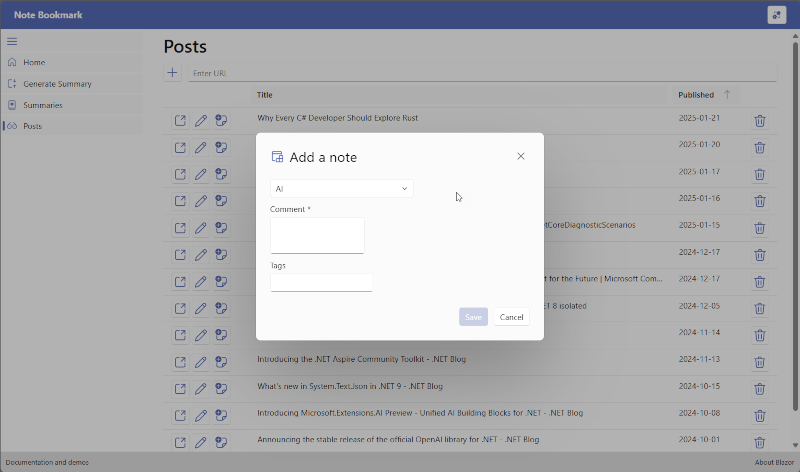 Note Bookmark
Home
Generate Summary
Summaries
Posts
Posts
Enter URL
Title Published
Why Every C# Developer Should Explore Rust 2025-01-21
2025-01-20
2025-01-17
2025-01-16
etCoreDiagnosticScenarios 2025-01-15
2024-12-17
t for the Future | Microsoft Com... 2024-12-17
ET 8 isolated 2024-12-05
2024-11-14
Introducing the .NET Aspire Community Toolkit - .NET Blog 2024-11-13
What's new in System.Text.Json in .NET 9 - .NET Blog 2024-10-15
Introducing Microsoft.Extensions.AI Preview - Unified AI Building Blocks for .NET - .NET Blog 2024-10-08
Announcing the stable release of the official OpenAI library for .NET - .NET Blog 2024-10-01
Add a note
AI
Comment *
Tags
Save Cancel
Documentation and demos
About Blazor